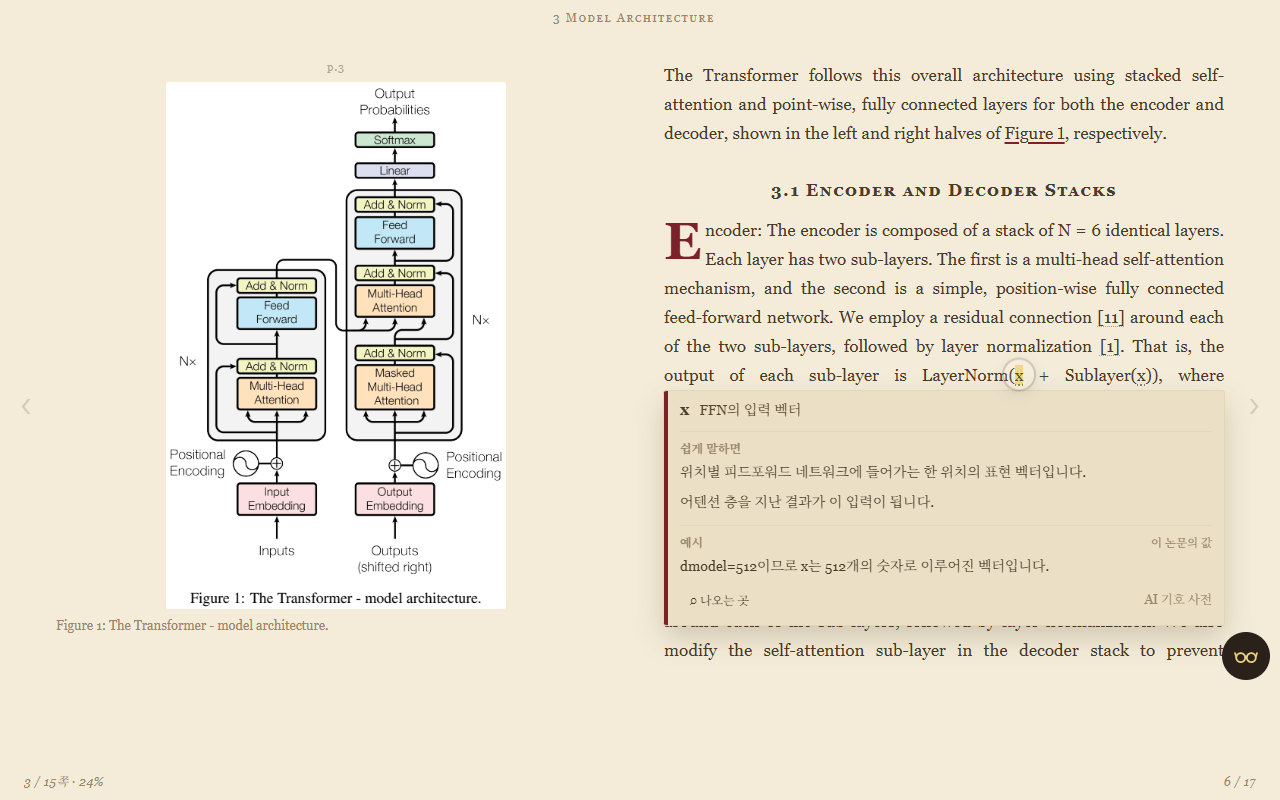 3 Model Architecture
p.3
Output
Probabilities
Softmax
Linear
Add & Norm
Feed
Forward
Add & Norm
Multi-Head
Attention
Add & Norm
Masked
Multi-Head
Attention
Nx
Add & Norm
Feed
Forward
Nx
Add & Norm
Multi-Head
Attention
Positional
Encoding
Positional
Encoding
Input
Embedding
Output
Embedding
Inputs
Outputs
(shifted right)
Figure 1: The Transformer - model architecture.
Figure 1: The Transformer - model architecture.
The Transformer follows this overall architecture using stacked self-
attention and point-wise, fully connected layers for both the encoder and
decoder, shown in the left and right halves of Figure 1, respectively.
3.1 Encoder and Decoder Stacks
Encoder: The encoder is composed of a stack of N = 6 identical layers.
Each layer has two sub-layers. The first is a multi-head self-attention
mechanism, and the second is a simple, position-wise fully connected
feed-forward network. We employ a residual connection [11] around each
of the two sub-layers, followed by layer normalization [1]. That is, the
output of each sub-layer is LayerNorm(x + Sublayer(x)), where
x FFN의 입력 벡터
쉽게 말하면
위치별 피드포워드 네트워크에 들어가는 한 위치의 표현 벡터입니다.
어텐션 층을 지난 결과가 이 입력이 됩니다.
예시 이 논문의 값
dmodel=512이므로 x는 512개의 숫자로 이루어진 벡터입니다.
⌕ 나오는 곳 AI 기호 사전
modify the self-attention sub-layer in the decoder stack to prevent
3 / 15쪽 · 24%
6 / 17